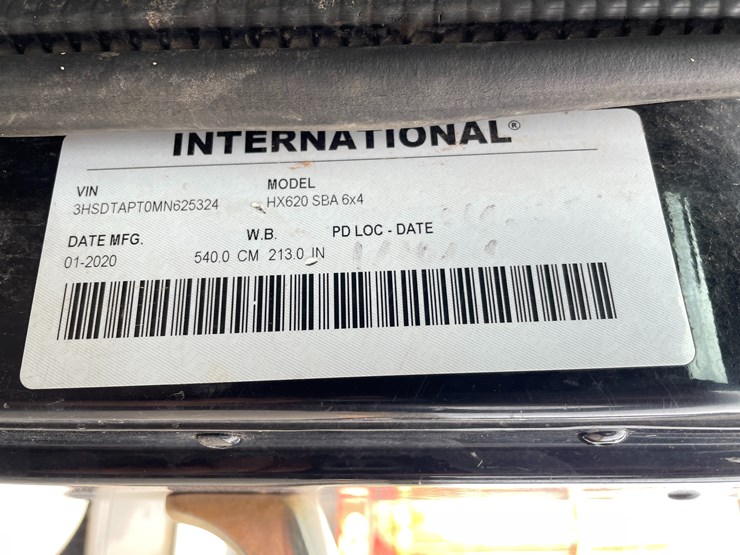 INTERNATIONAL®
VIN MODEL
3HSDTAPT0MN625324 HX620 SBA 6x4
DATE MFG. W.B. PD LOC - DATE
01-2020 540.0 CM 213.0 IN